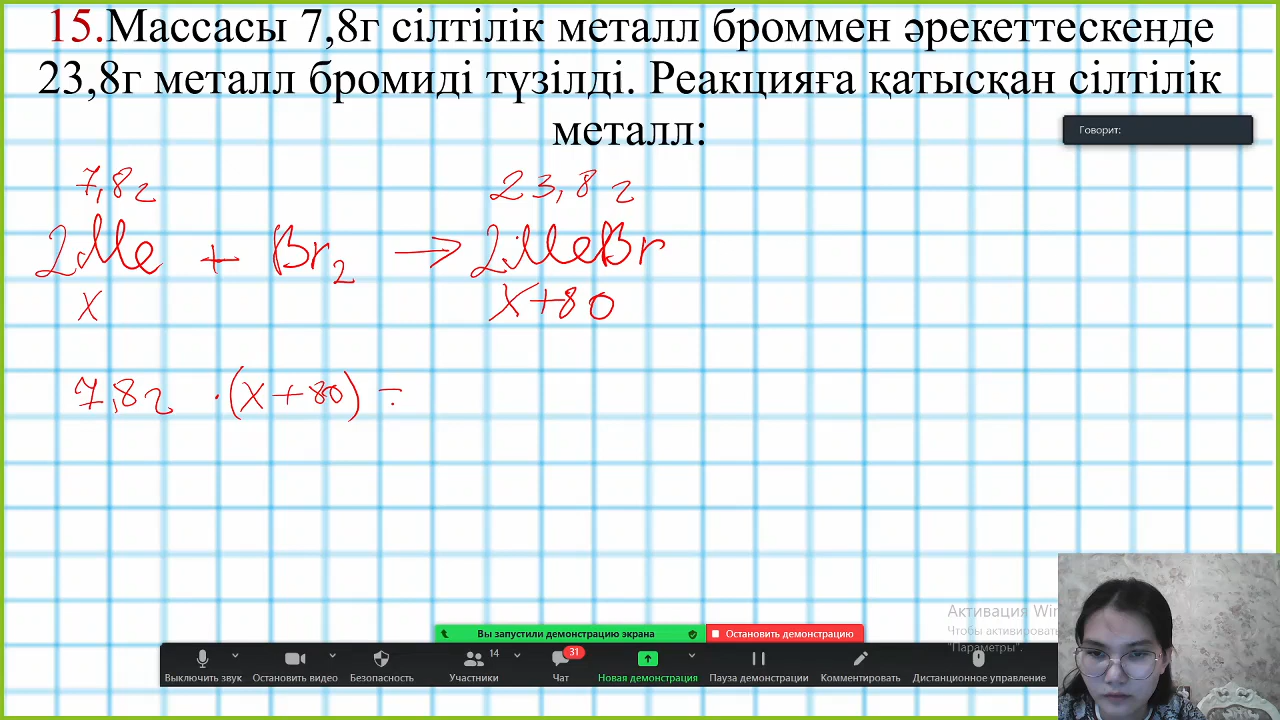 15.Массасы 7,8г сілтілік металл броммен әрекеттескенде
23,8г металл бромиді түзілді. Реакцияға қатысқан сілтілік
металл:
Говорит:
7,8г 23,8 г
2Me + Br₂ → 2MeBr
x x+80
7,8г ·(x+80) =
Активация Win
Чтобы активировать
"Параметры".
Вы запустили демонстрацию экрана
Остановить демонстрацию
14 31
Выключить звук Остановить видео Безопасность Участники Чат Новая демонстрация Пауза демонстрации Комментировать Дистанционное управление